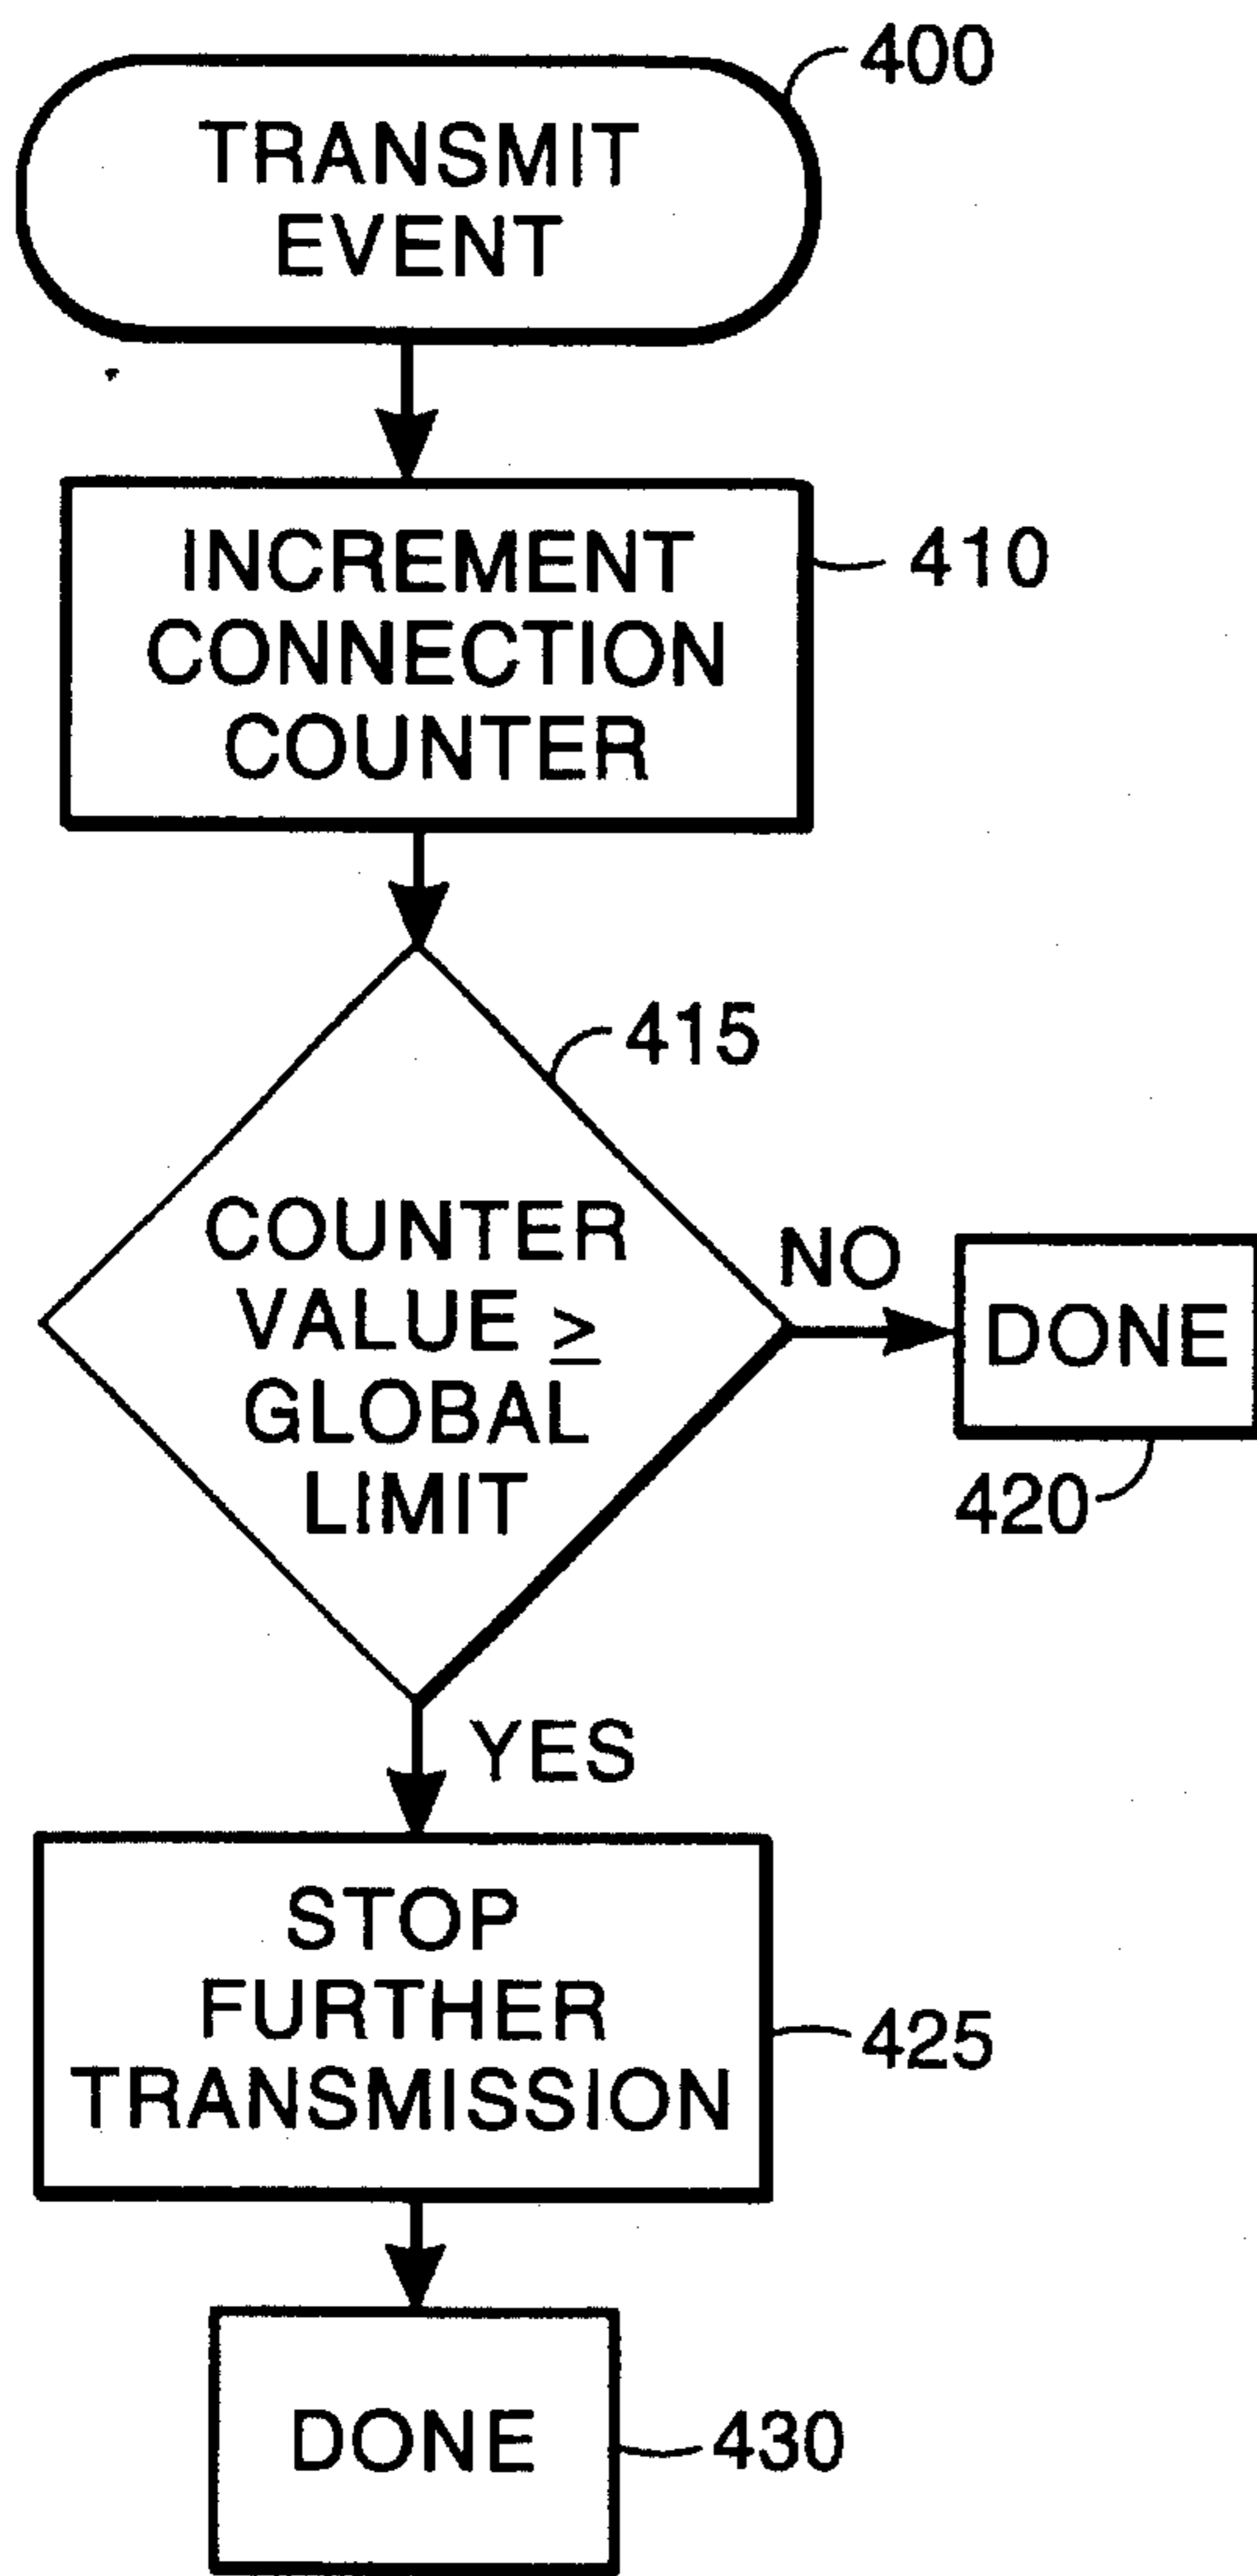 400
TRANSMIT
EVENT
INCREMENT
CONNECTION
COUNTER
410
415
COUNTER
VALUE ≥
GLOBAL
LIMIT
NO
DONE
420
YES
STOP
FURTHER
TRANSMISSION
425
DONE
430